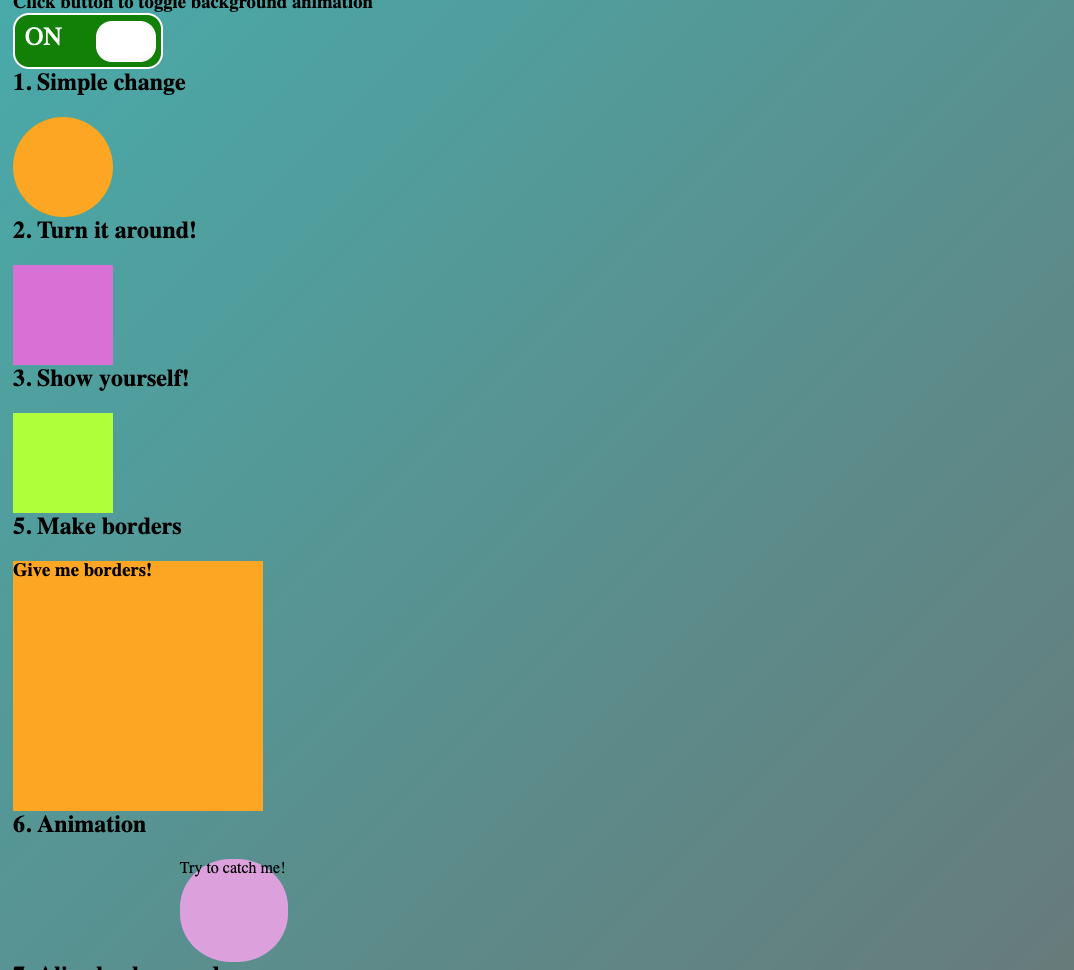 Click button to toggle background animation
ON
1. Simple change
2. Turn it around!
3. Show yourself!
5. Make borders
Give me borders!
6. Animation
Try to catch me!